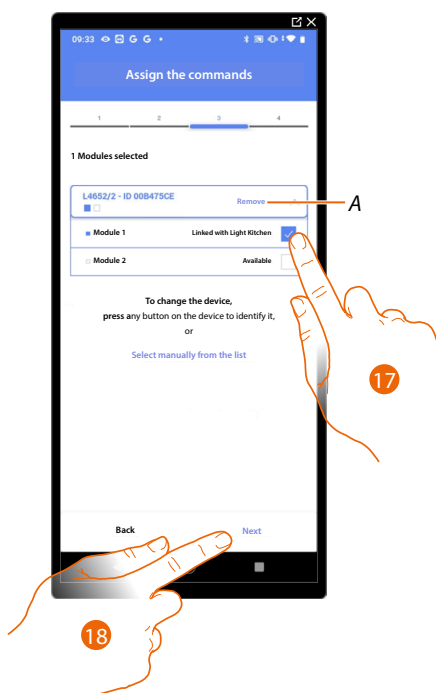 09:33 G G
Assign the commands
1 2 3 4
1 Modules selected
L4652/2 - ID 00B475CE
Remove
A
Module 1 Linked with Light Kitchen
Module 2 Available
To change the device,
press any button on the device to identify it,
or
Select manually from the list
17
Back Next
18